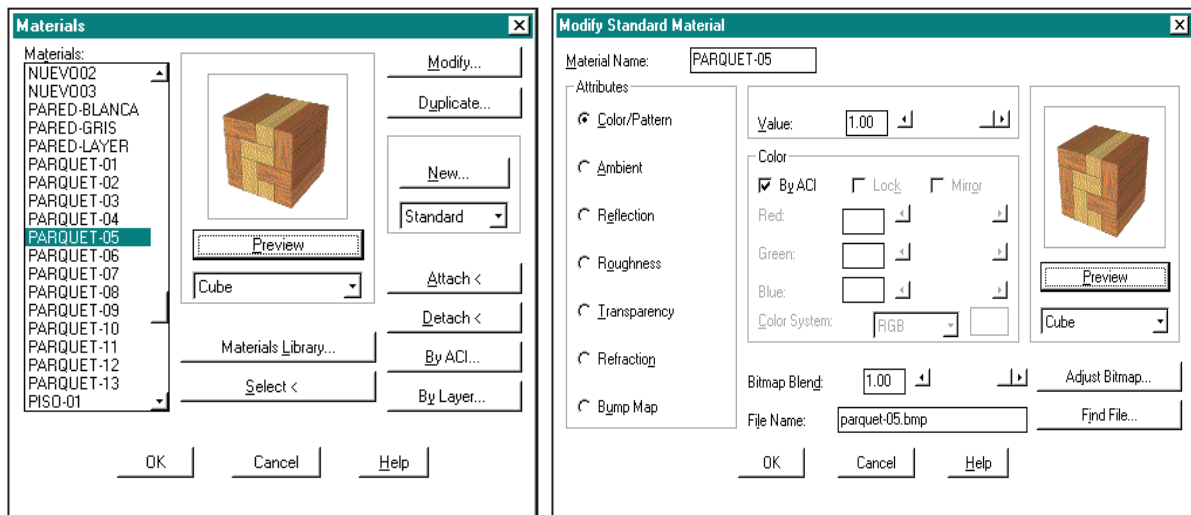 Materials
Materials:
NUEVO02
NUEVO03
PARED-BLANCA
PARED-GRIS
PARED-LAYER
PARQUET-01
PARQUET-02
PARQUET-03
PARQUET-04
PARQUET-05
PARQUET-06
PARQUET-07
PARQUET-08
PARQUET-09
PARQUET-10
PARQUET-11
PARQUET-12
PARQUET-13
PISO-01
Preview
Cube
Materials Library...
Select <
Modify...
Duplicate...
New...
Standard
Attach <
Detach <
By ACI...
By Layer...
OK Cancel Help
Modify Standard Material
Material Name: PARQUET-05
Attributes
Color/Pattern
Ambient
Reflection
Roughness
Transparency
Refraction
Bump Map
Value: 1.00
Color
By ACI Lock Mirror
Red:
Green:
Blue:
Color System: RGB
Preview
Cube
Bitmap Blend: 1.00 Adjust Bitmap...
File Name: parquet-05.bmp Find File...
OK Cancel Help